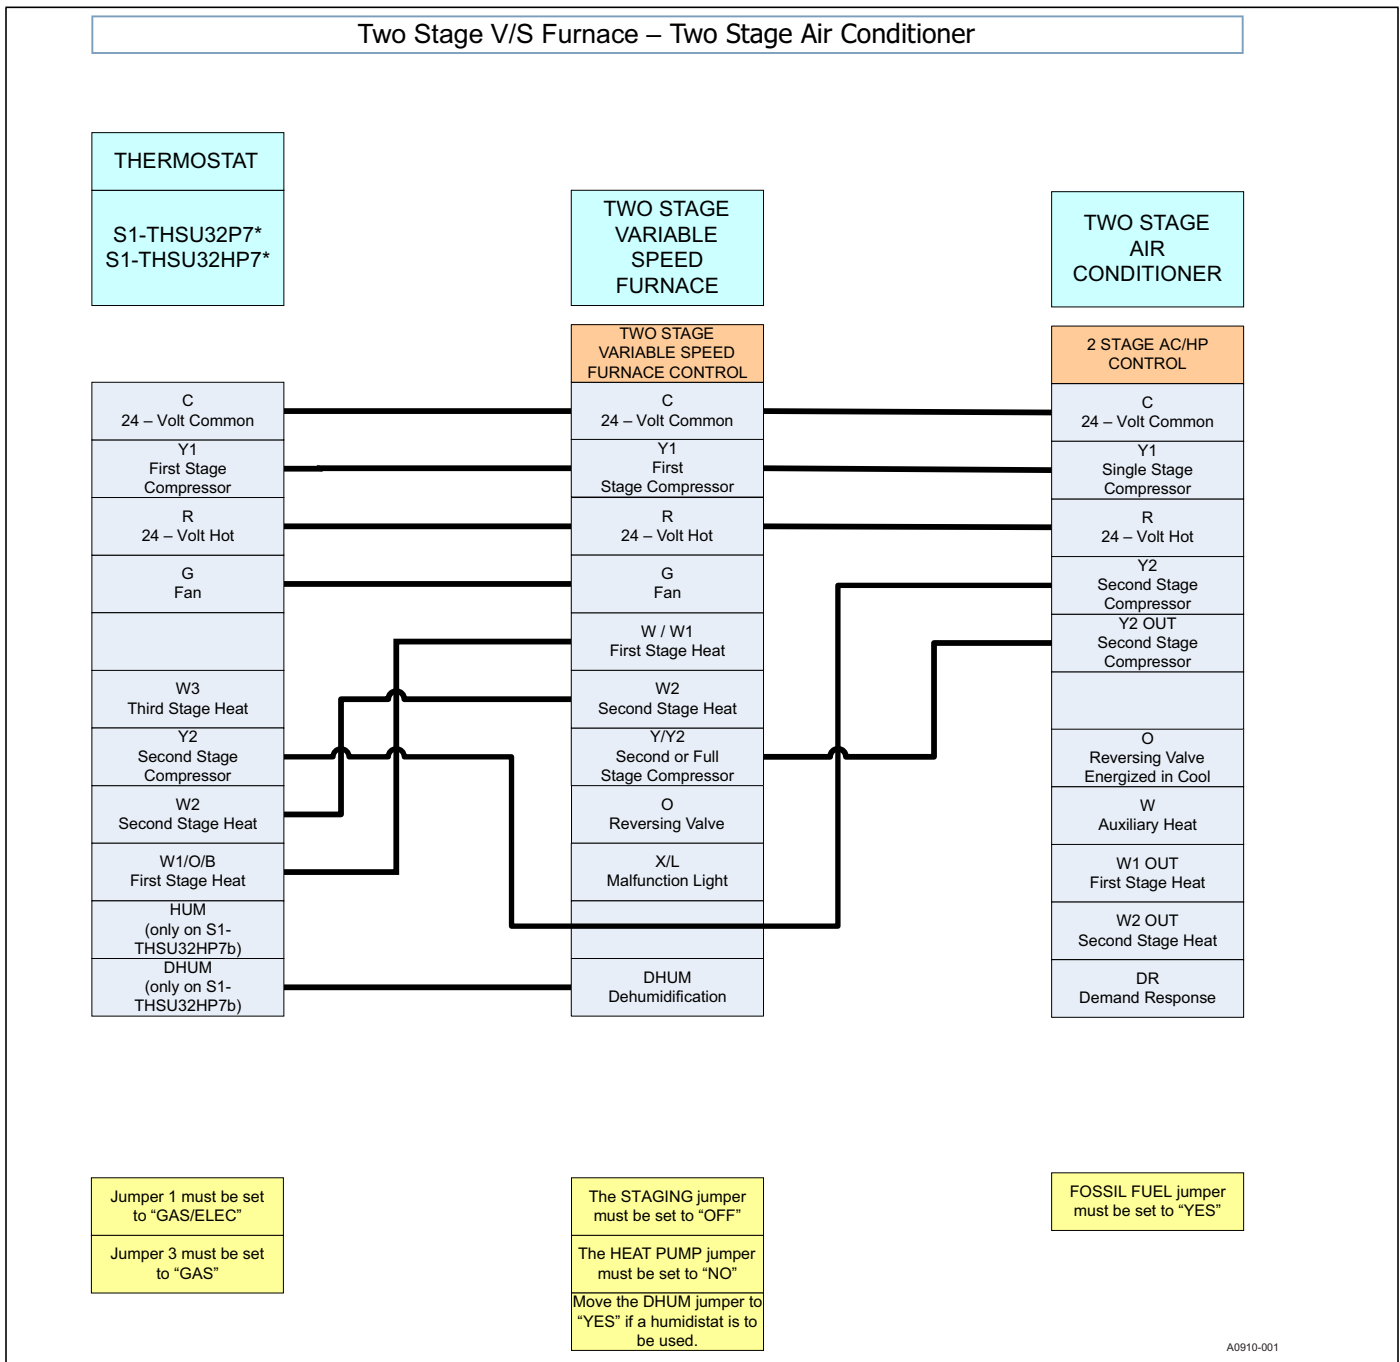 Two Stage V/S Furnace – Two Stage Air Conditioner
THERMOSTAT
S1-THSU32P7*
S1-THSU32HP7*
C
24 – Volt Common
Y1
First Stage
Compressor
R
24 – Volt Hot
G
Fan
W3
Third Stage Heat
Y2
Second Stage
Compressor
W2
Second Stage Heat
W1/O/B
First Stage Heat
HUM
(only on S1-
THSU32HP7b)
DHUM
(only on S1-
THSU32HP7b)
Jumper 1 must be set
to “GAS/ELEC”
Jumper 3 must be set
to “GAS”
TWO STAGE
VARIABLE
SPEED
FURNACE
TWO STAGE
VARIABLE SPEED
FURNACE CONTROL
C
24 – Volt Common
Y1
First
Stage Compressor
R
24 – Volt Hot
G
Fan
W / W1
First Stage Heat
W2
Second Stage Heat
Y/Y2
Second or Full
Stage Compressor
O
Reversing Valve
X/L
Malfunction Light
DHUM
Dehumidification
The STAGING jumper
must be set to “OFF”
The HEAT PUMP jumper
must be set to “NO”
Move the DHUM jumper to
“YES” if a humidistat is to
be used.
TWO STAGE
AIR
CONDITIONER
2 STAGE AC/HP
CONTROL
C
24 – Volt Common
Y1
Single Stage
Compressor
R
24 – Volt Hot
Y2
Second Stage
Compressor
Y2 OUT
Second Stage
Compressor
O
Reversing Valve
Energized in Cool
W
Auxiliary Heat
W1 OUT
First Stage Heat
W2 OUT
Second Stage Heat
DR
Demand Response
FOSSIL FUEL jumper
must be set to “YES”
A0910-001